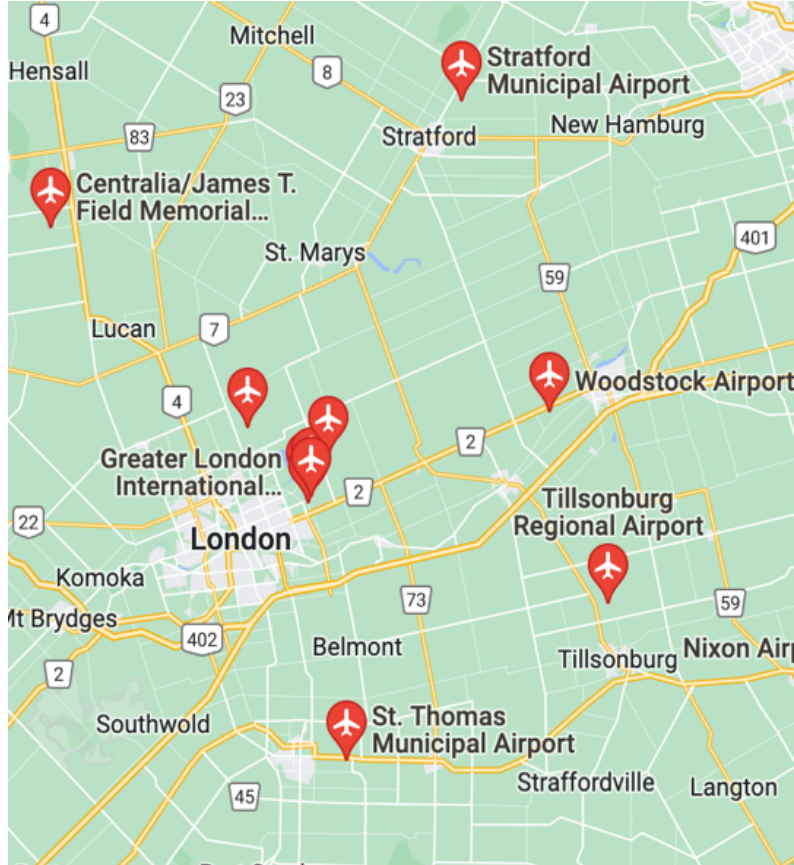 4
Mitchell
Stratford
Municipal Airport
Hensall
8
23
83
Stratford
New Hamburg
Centralia/James T.
Field Memorial...
401
St. Marys
59
Lucan
7
Woodstock Airport
4
2
Greater London
International...
2
Tillsonburg
Regional Airport
22
London
Komoka
73
59
Mt Brydges
402
Belmont
Tillsonburg
Nixon Airp
2
Southwold
St. Thomas
Municipal Airport
Straffordville
Langton
45